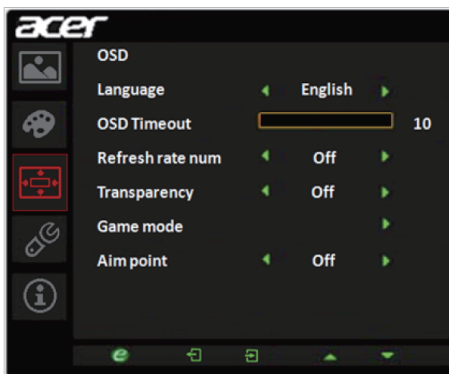 acer
OSD
Language English
OSD Timeout 10
Refresh rate num Off
Transparency Off
Game mode
Aim point Off